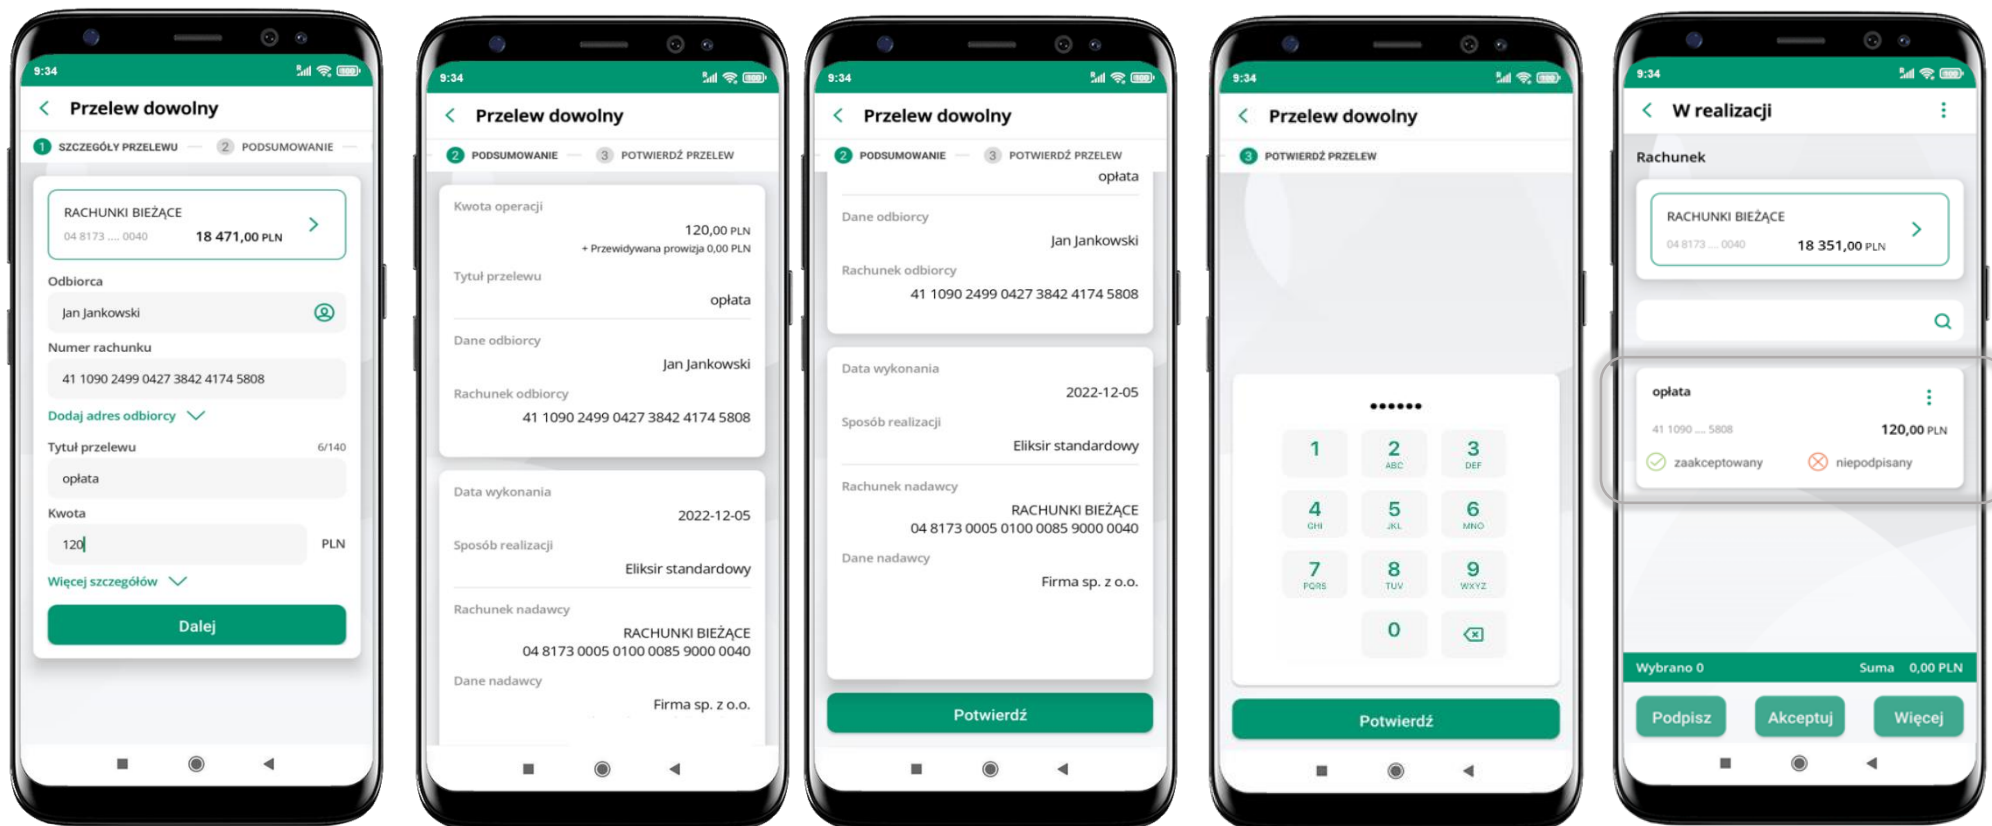 9:34
Przelew dowolny
1 SZCZEGÓŁY PRZELEWU 2 PODSUMOWANIE
RACHUNKI BIEŻĄCE
04 8173 .... 0040 18 471,00 PLN
Odbiorca
Jan Jankowski
Numer rachunku
41 1090 2499 0427 3842 4174 5808
Dodaj adres odbiorcy
Tytuł przelewu 6/140
opłata
Kwota
120 PLN
Więcej szczegółów
Dalej
9:34
Przelew dowolny
2 PODSUMOWANIE 3 POTWIERDŹ PRZELEW
Kwota operacji
120,00 PLN
+ Przewidywana prowizja 0,00 PLN
Tytuł przelewu
opłata
Dane odbiorcy
Jan Jankowski
Rachunek odbiorcy
41 1090 2499 0427 3842 4174 5808
Data wykonania
2022-12-05
Sposób realizacji
Eliksir standardowy
Rachunek nadawcy
RACHUNKI BIEŻĄCE
04 8173 0005 0100 0085 9000 0040
Dane nadawcy
Firma sp. z o.o.
9:34
Przelew dowolny
2 PODSUMOWANIE 3 POTWIERDŹ PRZELEW
opłata
Dane odbiorcy
Jan Jankowski
Rachunek odbiorcy
41 1090 2499 0427 3842 4174 5808
Data wykonania
2022-12-05
Sposób realizacji
Eliksir standardowy
Rachunek nadawcy
RACHUNKI BIEŻĄCE
04 8173 0005 0100 0085 9000 0040
Dane nadawcy
Firma sp. z o.o.
Potwierdź
9:34
Przelew dowolny
3 POTWIERDŹ PRZELEW
••••••
1 2 3
ABC DEF
4 5 6
GHI JKL MNO
7 8 9
PQRS TUV WXYZ
0
Potwierdź
9:34
W realizacji
Rachunek
RACHUNKI BIEŻĄCE
04 8173 .... 0040 18 351,00 PLN
opłata
41 1090 .... 5808 120,00 PLN
zaakceptowany niepodpisany
Wybrano 0 Suma 0,00 PLN
Podpisz Akceptuj Więcej